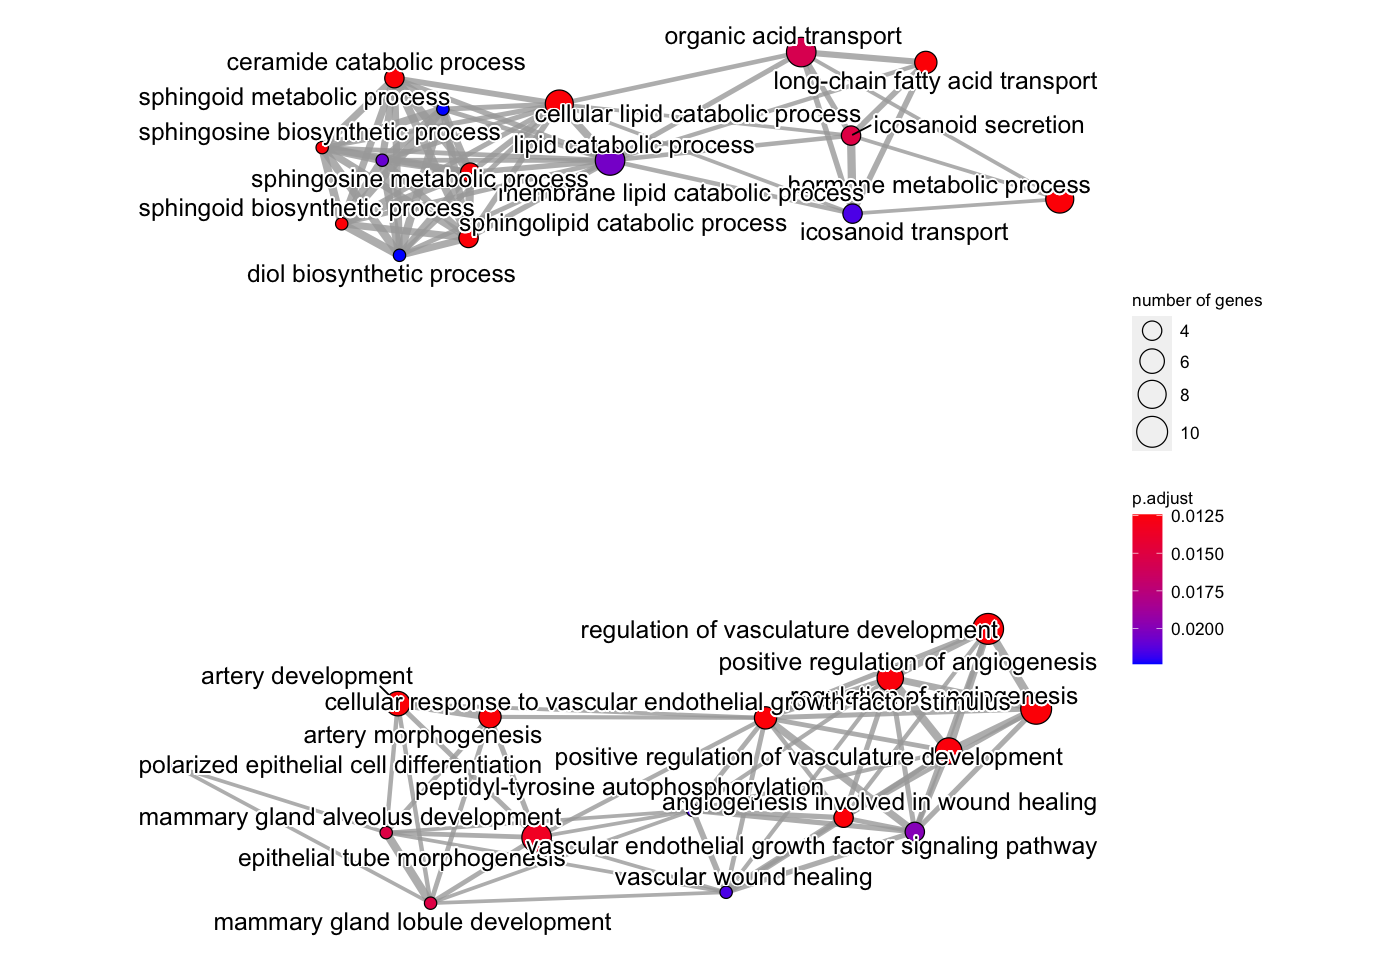 organic acid transport
ceramide catabolic process
long-chain fatty acid transport
sphingoid metabolic process
cellular lipid catabolic process
icosanoid secretion
sphingosine biosynthetic process
lipid catabolic process
sphingosine metabolic process
hormone metabolic process
membrane lipid catabolic process
sphingoid biosynthetic process
sphingolipid catabolic process
icosanoid transport
diol biosynthetic process
number of genes
4
6
8
10
p.adjust
0.0125
0.0150
0.0175
0.0200
regulation of vasculature development
positive regulation of angiogenesis
artery development
regulation of angiogenesis
cellular response to vascular endothelial growth factor stimulus
artery morphogenesis
positive regulation of vasculature development
polarized epithelial cell differentiation
peptidyl-tyrosine autophosphorylation
angiogenesis involved in wound healing
mammary gland alveolus development
vascular endothelial growth factor signaling pathway
epithelial tube morphogenesis
vascular wound healing
mammary gland lobule development